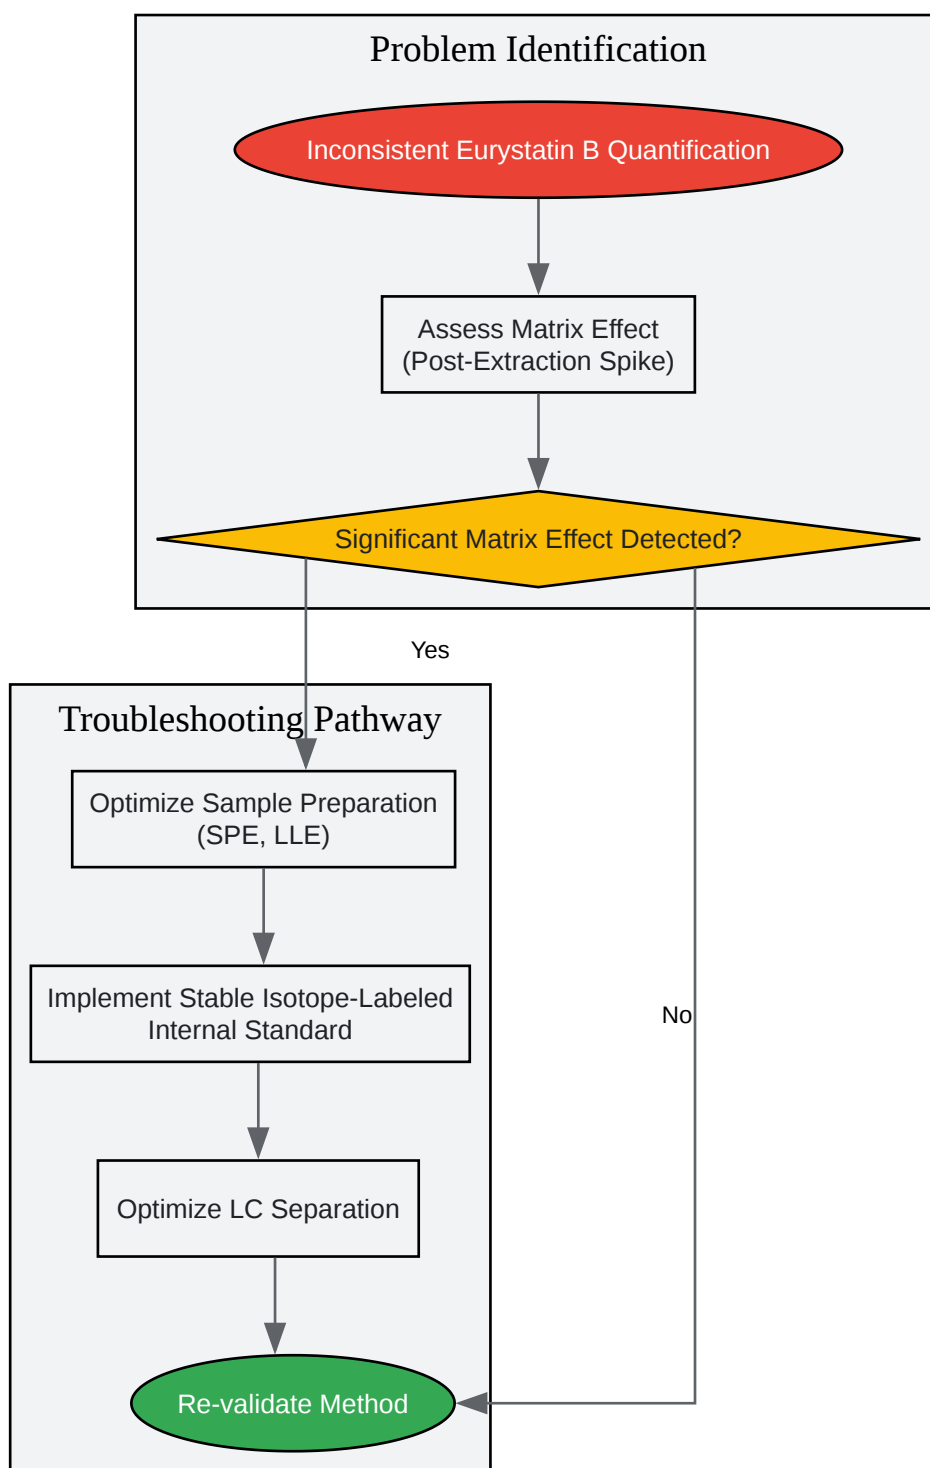 Problem Identification
Inconsistent Eurystatin B Quantification
Assess Matrix Effect
(Post-Extraction Spike)
Significant Matrix Effect Detected?
Yes
Troubleshooting Pathway
Optimize Sample Preparation
(SPE, LLE)
Implement Stable Isotope-Labeled
Internal Standard
No
Optimize LC Separation
Re-validate Method